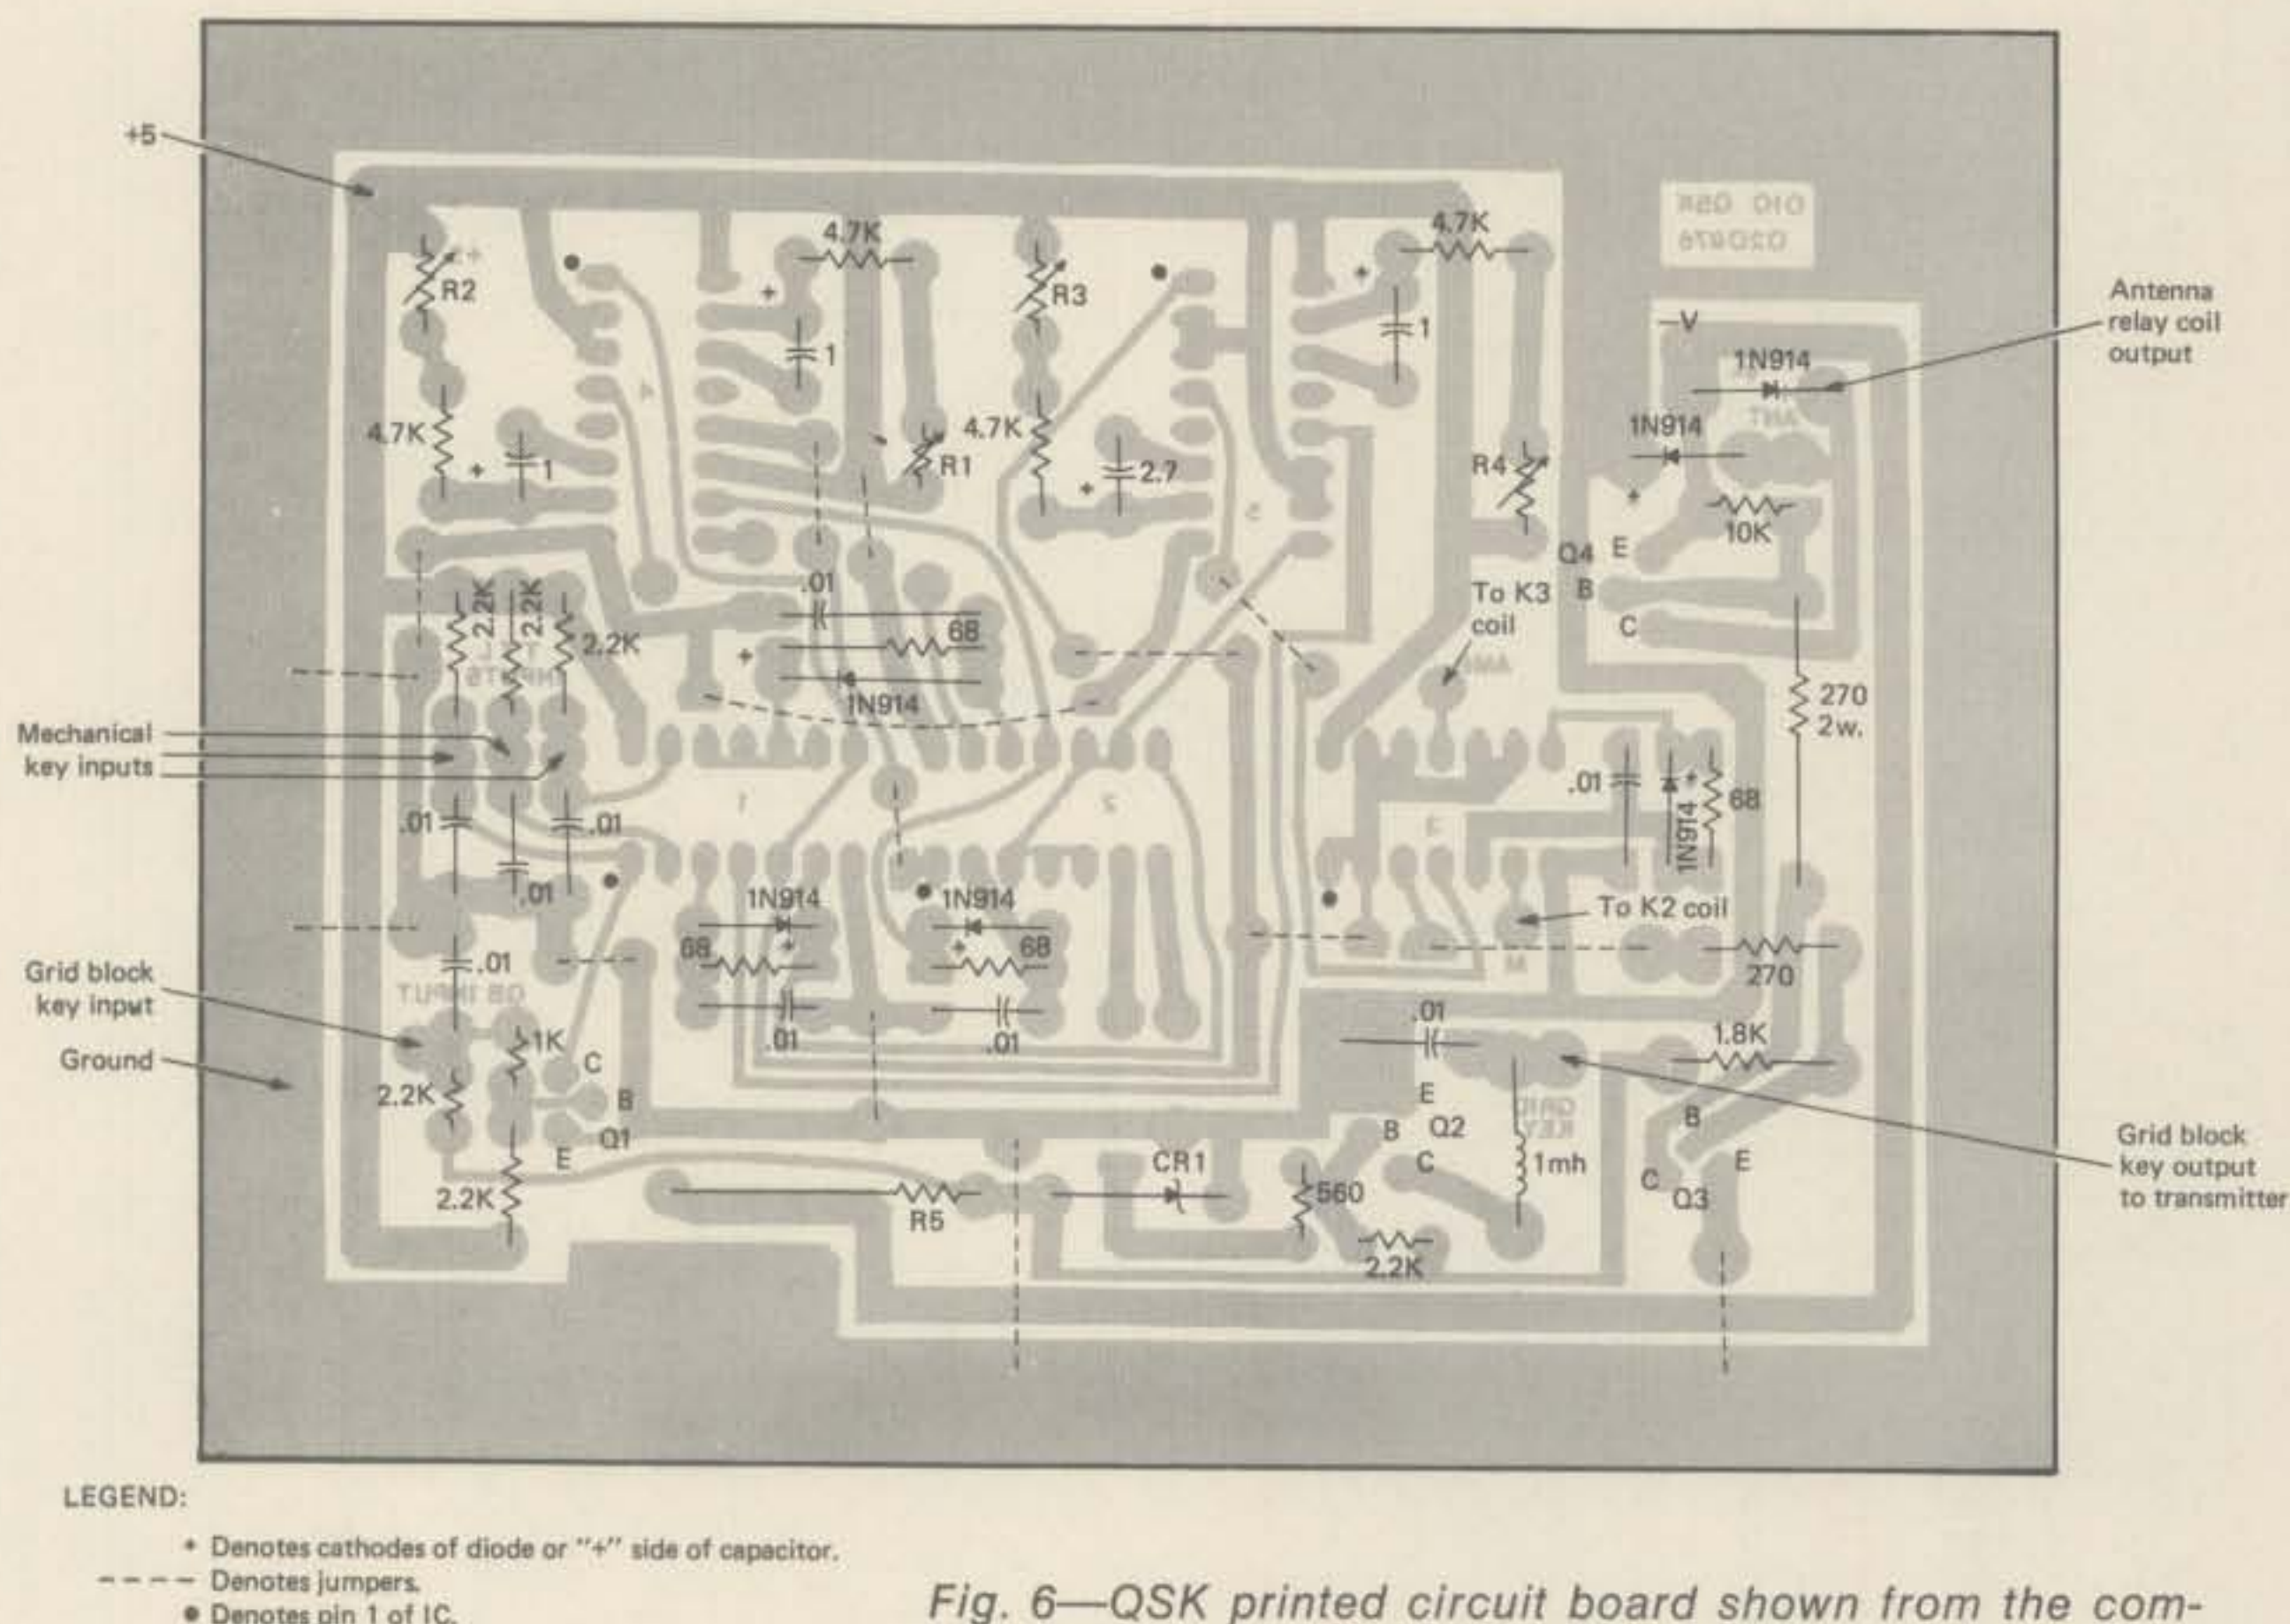 +5
R2
4.7K
R3
4.7K
1
1
Antenna
relay coil
output
—V
1N914
1N914
4.7K
1
R1
4.7K
2.7
R4
10K
Q4
E
B
C
To K3
coil
2.2K
2.2K
2.2K
.01
68
1N914
270
2w.
Mechanical
key inputs
.01
.01
.01
.01
1N914
68
1N914
1N914
68
68
.01
.01
To K2 coil
270
Grid block
key input
.01
GB INPUT
Ground
1K
C
B
Q1
E
2.2K
2.2K
.01
E
B
Q2
C
1.8K
GRID
KEY
1mh
B
E
C
Q3
Grid block
key output
to transmitter
R5
CR1
560
2.2K
LEGEND:
+ Denotes cathodes of diode or "+" side of capacitor.
---- Denotes jumpers.
● Denotes pin 1 of IC.
Fig. 6—QSK printed circuit board shown from the com-